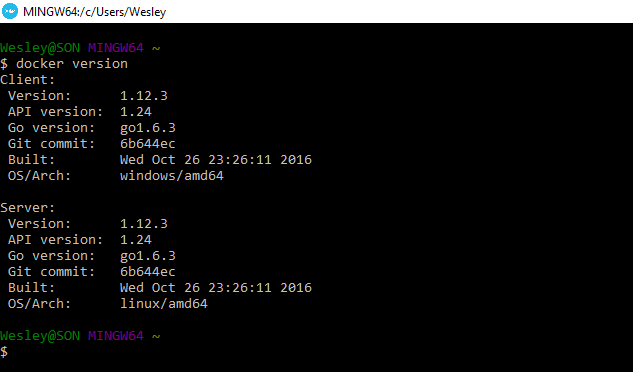 MINGW64:/c/Users/Wesley
Wesley@SON MINGW64 ~
$ docker version
Client:
 Version:      1.12.3
 API version:  1.24
 Go version:   go1.6.3
 Git commit:   6b644ec
 Built:        Wed Oct 26 23:26:11 2016
 OS/Arch:      windows/amd64
Server:
 Version:      1.12.3
 API version:  1.24
 Go version:   go1.6.3
 Git commit:   6b644ec
 Built:        Wed Oct 26 23:26:11 2016
 OS/Arch:      linux/amd64
Wesley@SON MINGW64 ~
$